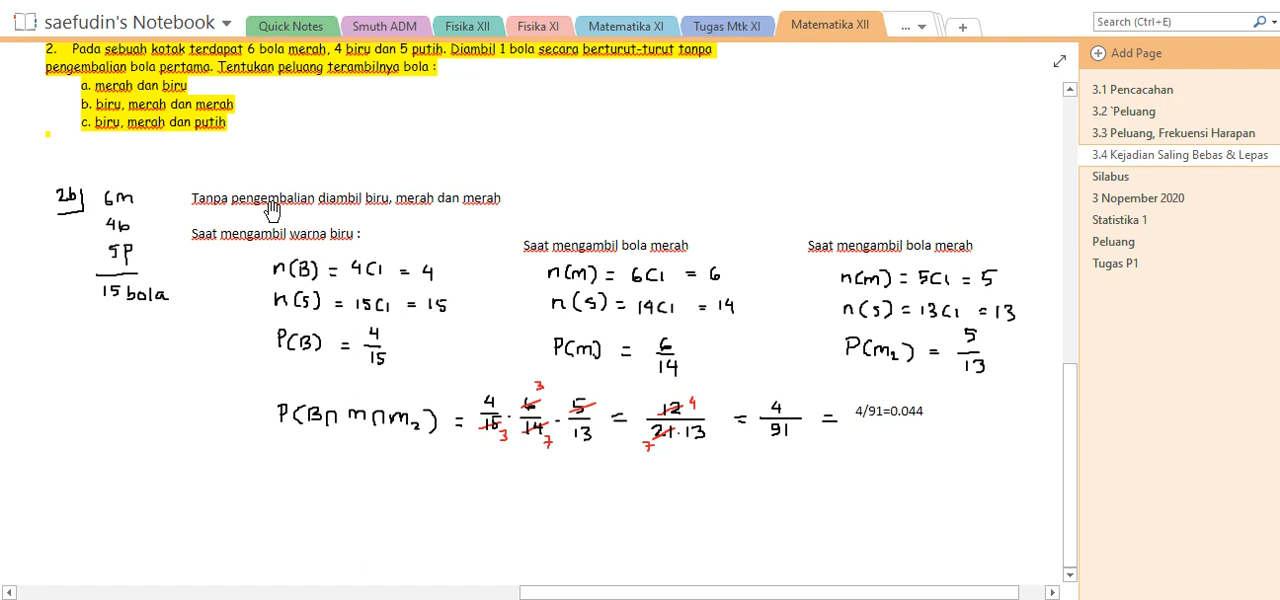 saefudin's Notebook
Quick Notes
Smuth ADM
Fisika XII
Fisika XI
Matematika XI
Tugas Mtk XI
Matematika XII
...
Search (Ctrl+E)
2. Pada sebuah kotak terdapat 6 bola merah, 4 biru dan 5 putih. Diambil 1 bola secara berturut-turut tanpa
pengembalian bola pertama. Tentukan peluang terambilnya bola :
a. merah dan biru
b. biru, merah dan merah
c. biru, merah dan putih
2b
6m
4b
5P
15 bola
Tanpa pengembalian diambil biru, merah dan merah
Saat mengambil warna biru :
n(B) = 4C1 = 4
n(S) = 15C1 = 15
P(B) = 4/15
Saat mengambil bola merah
n(m) = 6C1 = 6
n(S) = 14C1 = 14
P(m) = 6/14
Saat mengambil bola merah
n(m) = 5C1 = 5
n(S) = 13C1 = 13
P(m₂) = 5/13
P(B∩m∩m₂) = 4/15 3 · 6/14 3 7 · 5/13 = 12/21·13 4 7 = 4/91 = 4/91=0.044
Add Page
3.1 Pencacahan
3.2 `Peluang
3.3 Peluang, Frekuensi Harapan
3.4 Kejadian Saling Bebas & Lepas
Silabus
3 Nopember 2020
Statistika 1
Peluang
Tugas P1